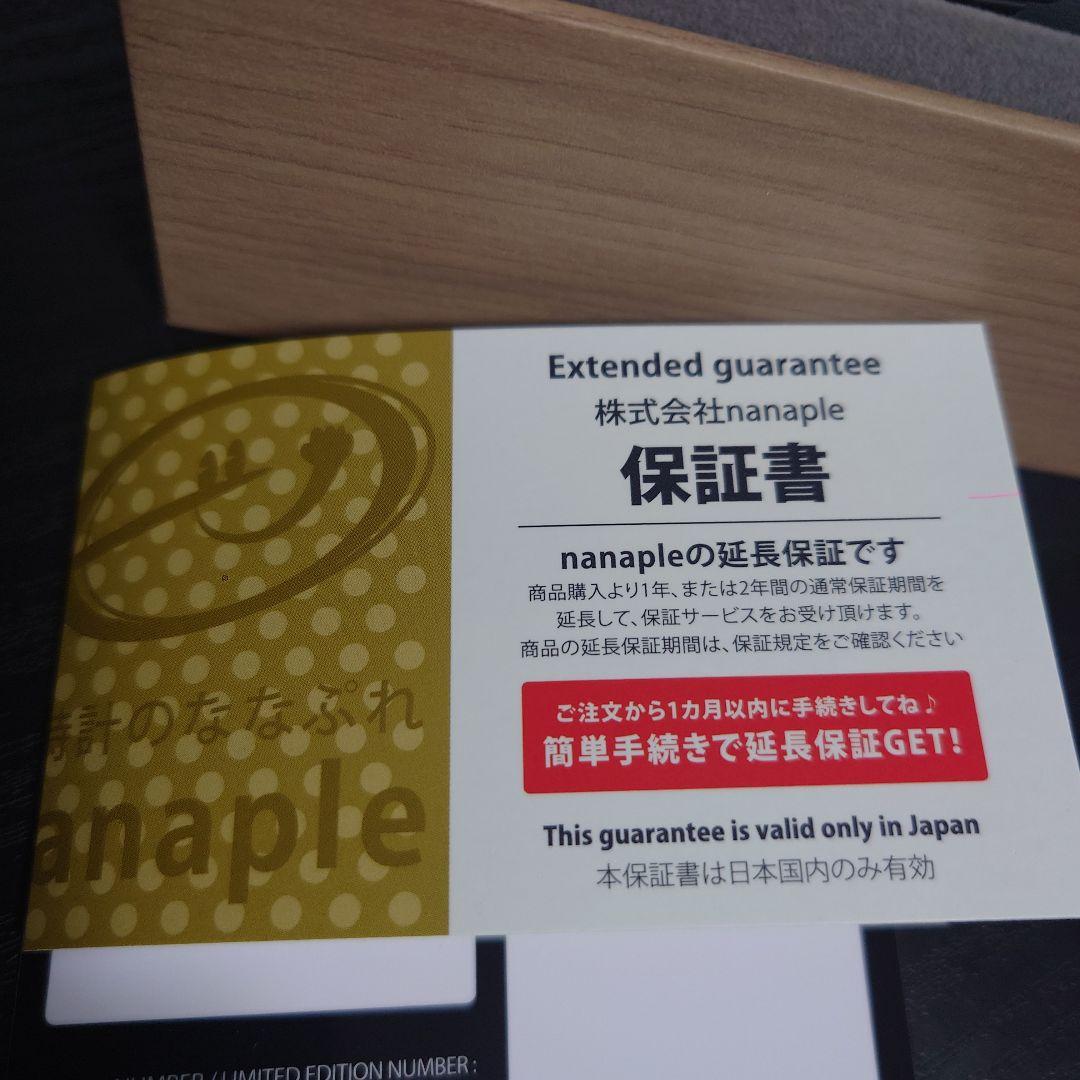 Extended guarantee
株式会社nanaple
保証書
nanapleの延長保証です
商品購入より1年、または2年間の通常保証期間を
延長して、保証サービスをお受け頂けます。
商品の延長保証期間は、保証規定をご確認ください
ご注文から1カ月以内に手続きしてね♪
簡単手続きで延長保証GET!
This guarantee is valid only in Japan
本保証書は日本国内のみ有効
時計のななぷれ
anaple
NUMBER / LIMITED EDITION NUMBER :